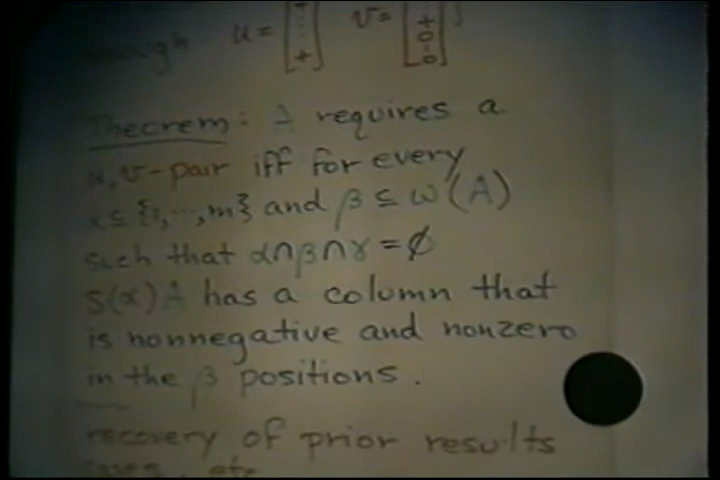 u = [+ ⋮ +] v = [+ 0 ⋮ 0]
Theorem: A requires a
u,v-pair iff for every
α ⊆ {1,...,m} and β ⊆ ω(A)
such that α∩β∩γ = ∅
S(α)A has a column that
is nonnegative and nonzero
in the β positions.
recovery of prior results
etc